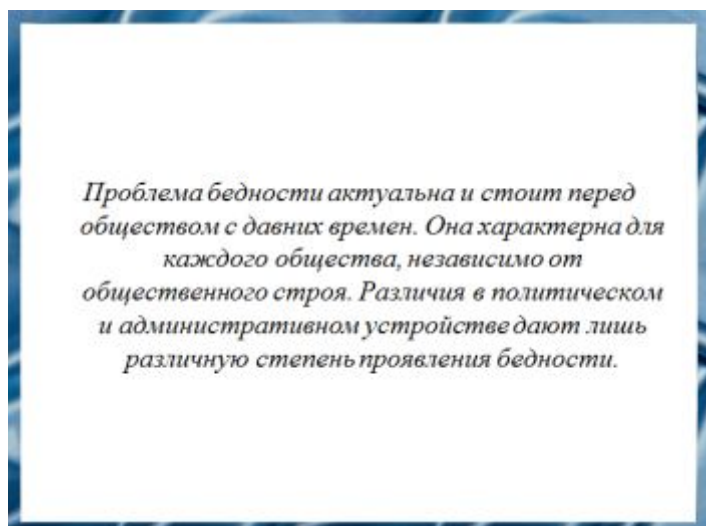 Проблема бедности актуальна и стоит перед
обществом с давних времен. Она характерна для
каждого общества, независимо от
общественного строя. Различия в политическом
и административном устройстве дают лишь
различную степень проявления бедности.